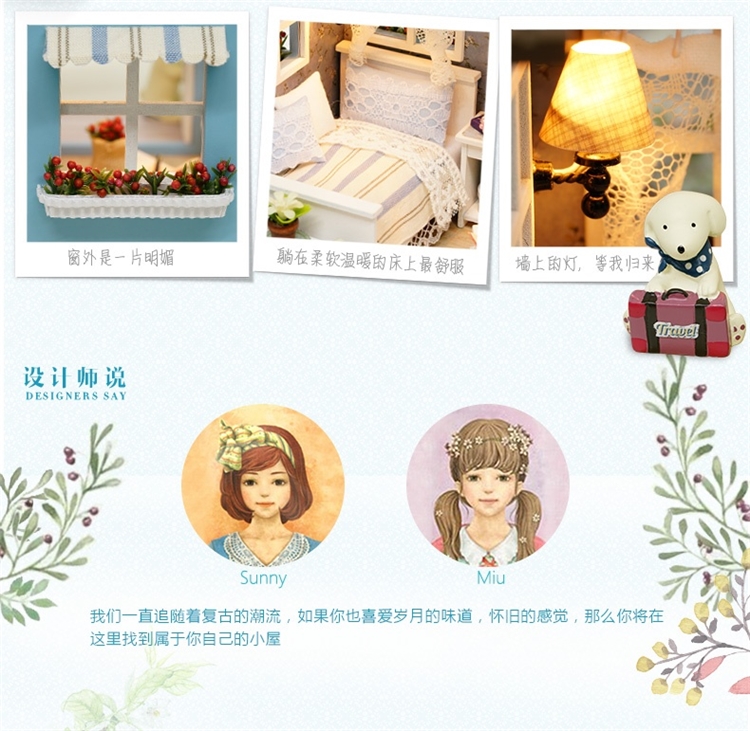 窗外是一片明媚
躺在柔软温暖的床上最舒服
墙上的灯，等我归来
Travel
设计师说
DESIGNERS SAY
Sunny
Miu
我们一直追随着复古的潮流，如果你也喜爱岁月的味道，怀旧的感觉，那么你将在
这里找到属于你自己的小屋